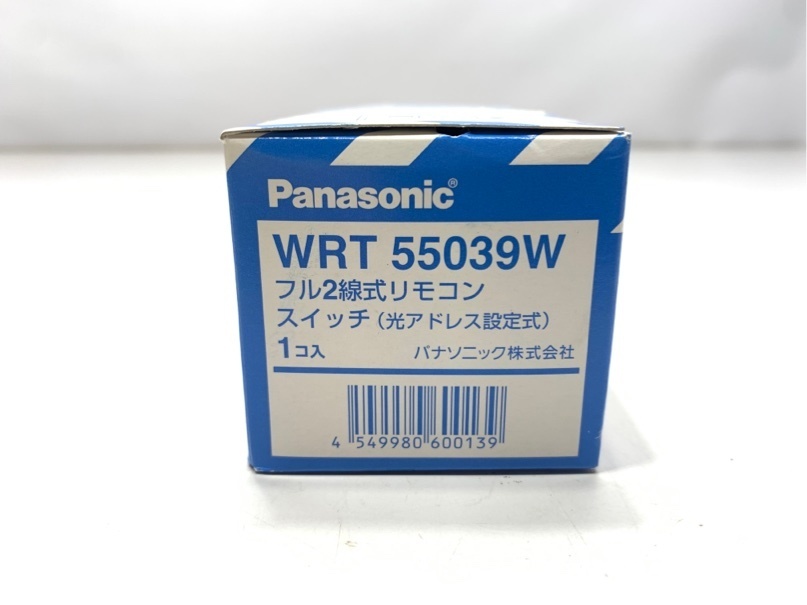 Panasonic®
WRT 55039W
フル2線式リモコン
スイッチ（光アドレス設定式）
1コ入 パナソニック株式会社
4 549980 600139